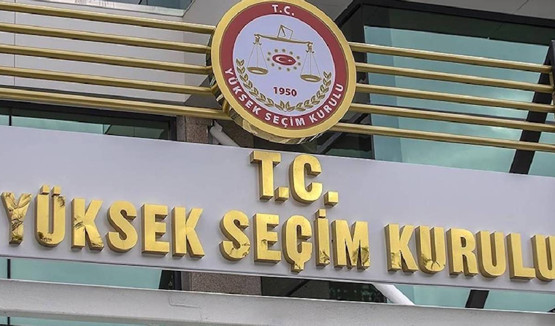 T.C.
YÜKSEK SEÇİM KURULU
1950
T.C.
YÜKSEK SEÇİM KURULU